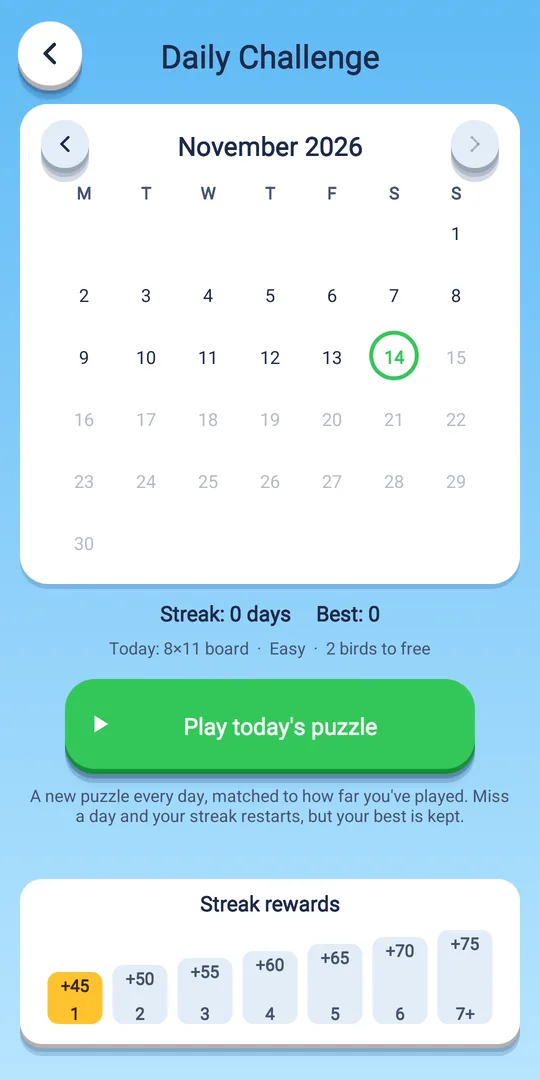 Daily Challenge
November 2026
M T W T F S S
1
2 3 4 5 6 7 8
9 10 11 12 13 14 15
16 17 18 19 20 21 22
23 24 25 26 27 28 29
30
Streak: 0 days Best: 0
Today: 8×11 board · Easy · 2 birds to free
Play today's puzzle
A new puzzle every day, matched to how far you've played. Miss
a day and your streak restarts, but your best is kept.
Streak rewards
+45 +50 +55 +60 +65 +70 +75
1 2 3 4 5 6 7+